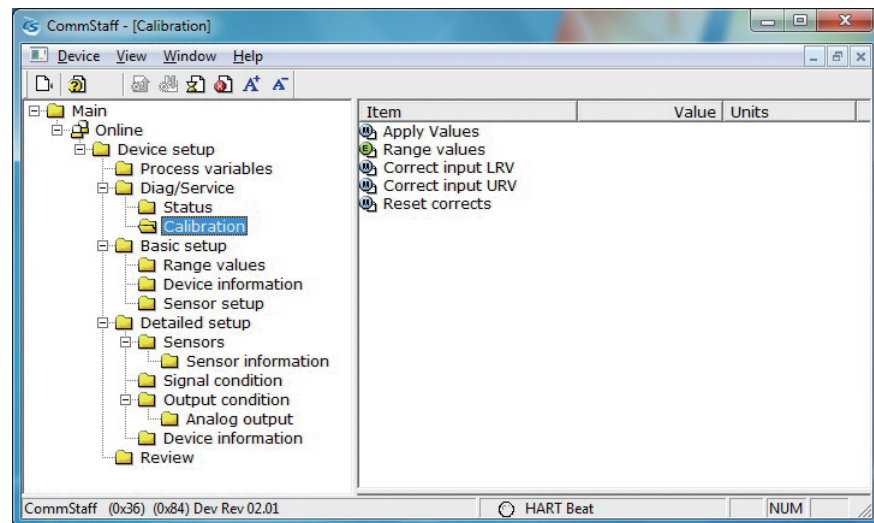 CommStaff - [Calibration]
Device View Window Help
Main
Online
Device setup
Process variables
Diag/Service
Status
Calibration
Basic setup
Range values
Device information
Sensor setup
Detailed setup
Sensors
Sensor information
Signal condition
Output condition
Analog output
Device information
Review
Item Value Units
Apply Values
Range values
Correct input LRV
Correct input URV
Reset corrects
CommStaff (0x36) (0x84) Dev Rev 02.01 HART Beat NUM